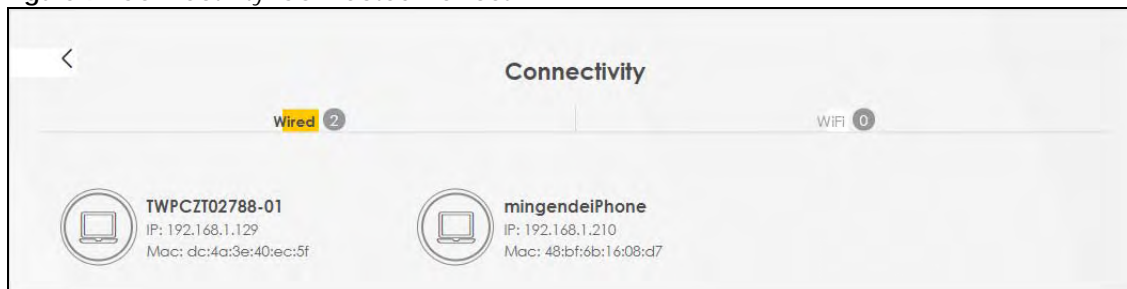 Connectivity
Wired 2
WiFi 0
TWPCZT02788-01
IP: 192.168.1.129
Mac: dc:4a:3e:40:ec:5f
mingendeiPhone
IP: 192.168.1.210
Mac: 48:bf:6b:16:08:d7